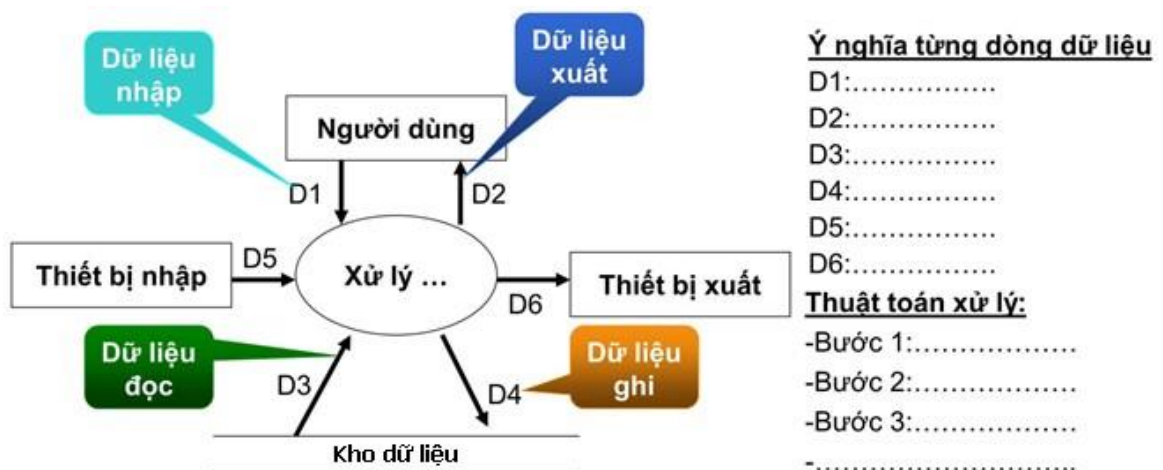 Dữ liệu
nhập
Dữ liệu
xuất
Người dùng
D1
D2
Thiết bị nhập
D5
Xử lý ...
D6
Thiết bị xuất
Dữ liệu
đọc
D3
D4
Dữ liệu
ghi
Kho dữ liệu
Ý nghĩa từng dòng dữ liệu
D1:................
D2:................
D3:................
D4:................
D5:................
D6:................
Thuật toán xử lý:
-Bước 1:..................
-Bước 2:..................
-Bước 3:..................
-.............................